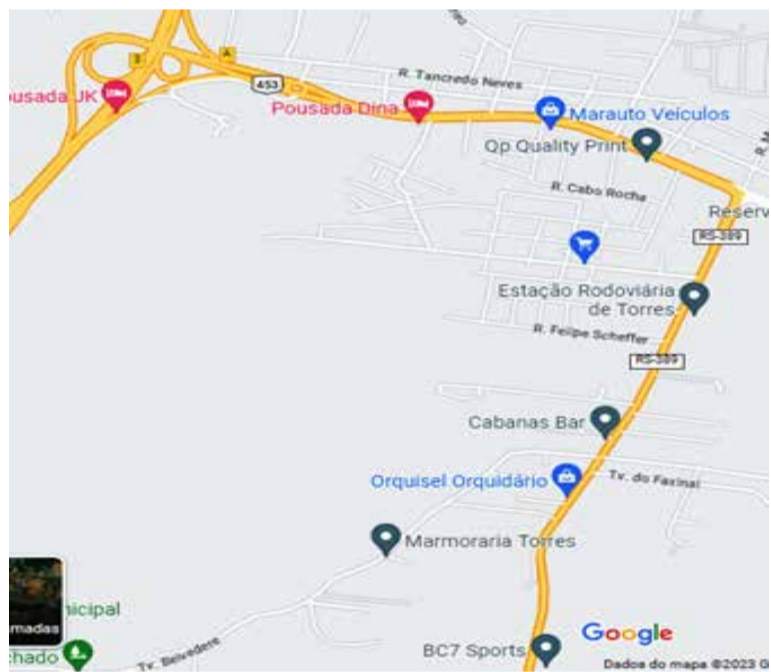 3
A
453
R. Tancredo Neves
ousada JK
Pousada Dina
Marauto Veículos
Qp Quality Print
R. M
R. Cabo Rocha
Reserv
RS-389
Estação Rodoviária
de Torres
R. Felipe Scheffer
RS-389
Cabanas Bar
Orquisel Orquidário
Tv. do Faxinal
Marmoraria Torres
nicipal
madas
chado
Tv. Belvedere
BC7 Sports
Google
Dados do mapa ©2023